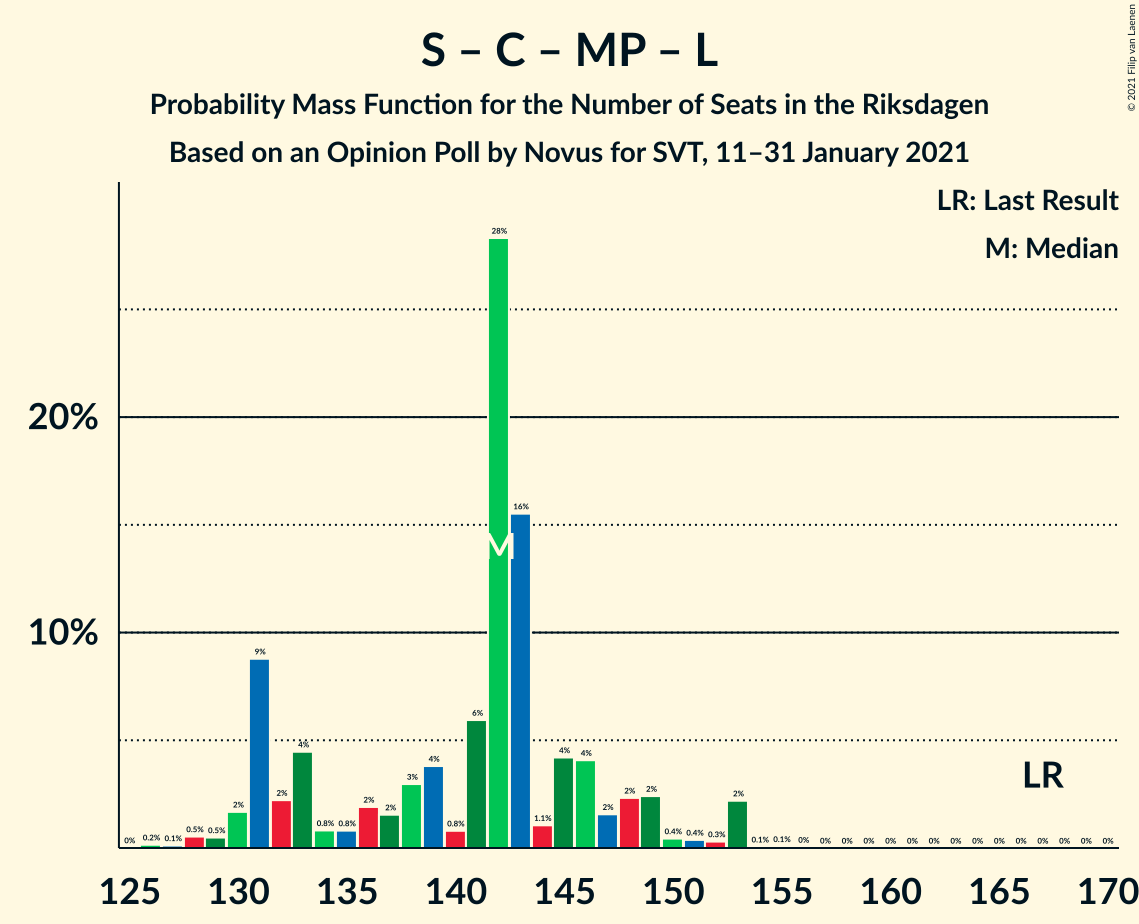 S – C – MP – L
Probability Mass Function for the Number of Seats in the Riksdagen
Based on an Opinion Poll by Novus for SVT, 11–31 January 2021
© 2021 Filip van Laenen
LR: Last Result
M: Median
20%
10%
0% 0.2% 0.1% 0.5% 0.5% 2% 9% 2% 4% 0.8% 0.8% 2% 2% 3% 4% 0.8% 6% 28% 16% 1.1% 4% 4% 2% 2% 2% 0.4% 0.4% 0.3% 2% 0.1% 0.1% 0% 0% 0% 0% 0% 0% 0% 0% 0% 0% 0% 0% 0% 0% 0%
M
LR
125 130 135 140 145 150 155 160 165 170